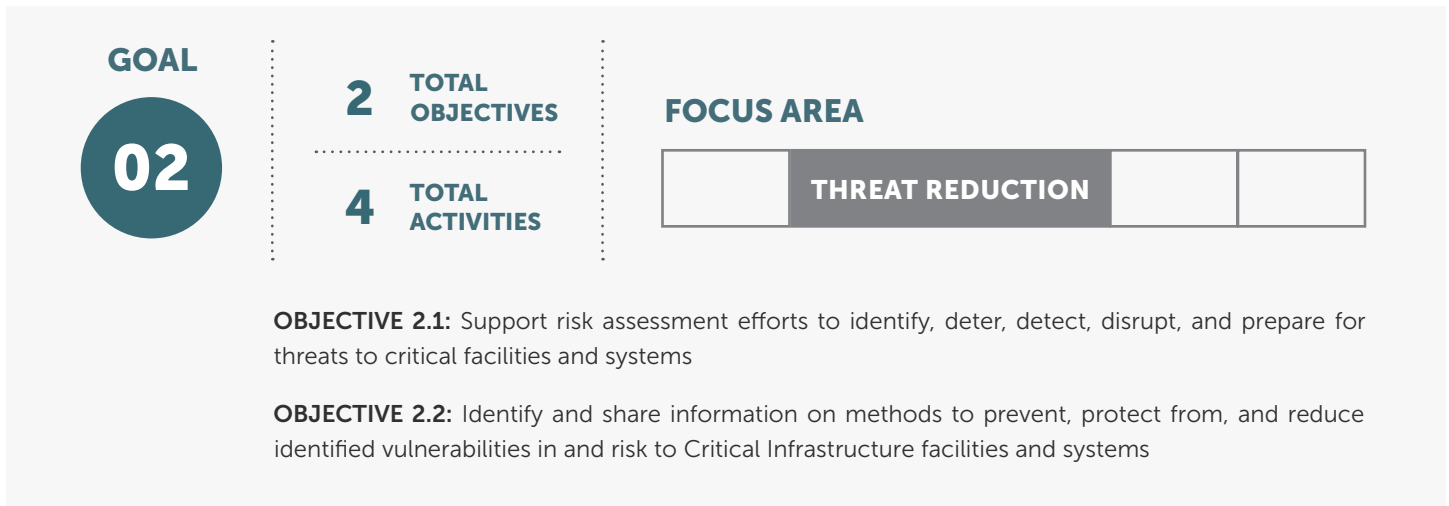 GOAL
02
2
TOTAL
OBJECTIVES
4
TOTAL
ACTIVITIES
FOCUS AREA
THREAT REDUCTION
OBJECTIVE 2.1: Support risk assessment efforts to identify, deter, detect, disrupt, and prepare for
threats to critical facilities and systems
OBJECTIVE 2.2: Identify and share information on methods to prevent, protect from, and reduce
identified vulnerabilities in and risk to Critical Infrastructure facilities and systems